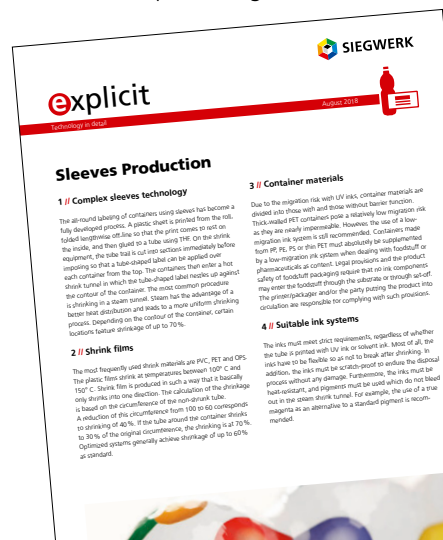 SIEGWERK
explicit
Technology in detail
August 2018
Sleeves Production
1 // Complex sleeves technology
The all-round labeling of containers using sleeves has become a
fully developed process. A plastic sheet is printed from the roll,
folded lengthwise off-line so that the print comes to rest on
the inside, and then glued to a tube using THF. On the shrink
equipment, the tube trail is cut into sections immediately before
imposing so that a tube-shaped label can be applied over
each container from the top. The containers then enter a hot
shrink tunnel in which the tube-shaped label nestles up against
the contour of the container. The most common procedure
is shrinking in a steam tunnel. Steam has the advantage of a
better heat distribution and leads to a more uniform shrinking
process. Depending on the contour of the container, certain
locations feature shrinkage of up to 70 %.
2 // Shrink films
The most frequently used shrink materials are PVC, PET and OPS.
The plastic films shrink at temperatures between 100° C and
150° C. Shrink film is produced in such a way that it basically
only shrinks into one direction. The calculation of the shrinkage
is based on the circumference of the non-shrunk tube.
A reduction of this circumference from 100 to 60 corresponds
to shrinking of 40 %. If the tube around the container shrinks
to 30 % of the original circumference, the shrinking is at 70 %.
Optimized systems generally achieve shrinkage of up to 60 %
as standard.
3 // Container materials
Due to the migration risk with UV inks, container materials are
divided into those with and those without barrier function.
Thick-walled PET containers pose a relatively low migration risk
as they are nearly impermeable. However, the use of a low-
migration ink system is still recommended. Containers made
from PP, PE, PS or thin PET must absolutely be supplemented
by a low-migration ink system when dealing with foodstuff or
pharmaceuticals as content. Legal provisions and the product
safety of foodstuff packaging require that no ink components
may enter the foodstuff through the substrate or through set-off.
The printer/packager and/or the party putting the product into
circulation are responsible for complying with such provisions.
4 // Suitable ink systems
The inks must meet strict requirements, regardless of whether
the tube is printed with UV ink or solvent ink. Most of all, the
inks have to be flexible so as not to break after shrinking. In
addition, the inks must be scratch-proof to endure the disposal
process without any damage. Furthermore, the inks must be
heat-resistant, and pigments must be used which do not bleed
out in the steam shrink tunnel. For example, the use of a true
magenta as an alternative to a standard pigment is recom-
mended.